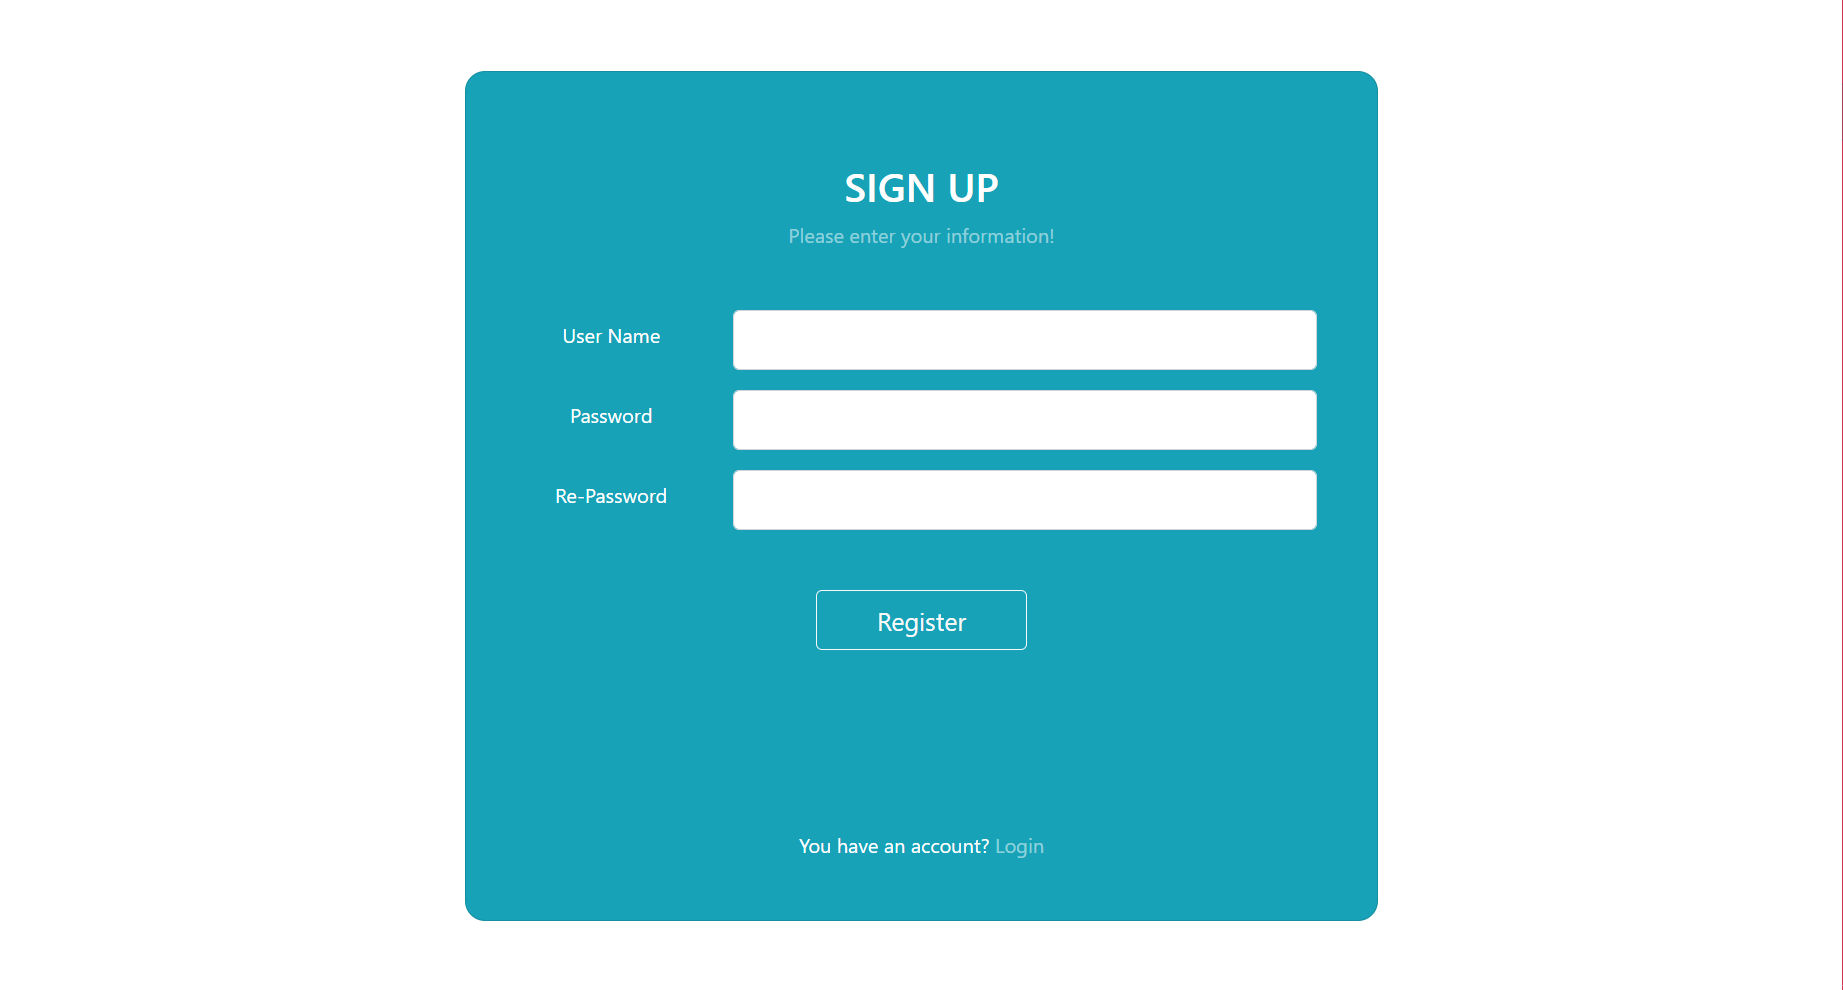 SIGN UP
Please enter your information!
User Name
Password
Re-Password
Register
You have an account? Login